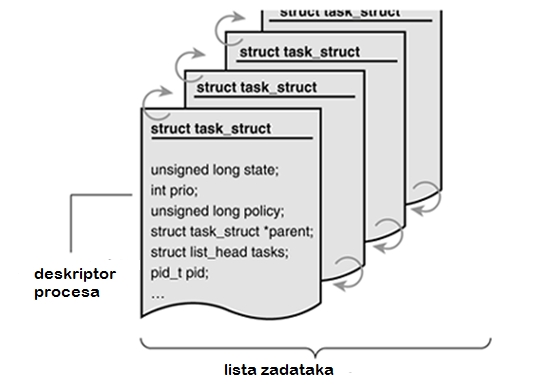 struct task_struct
struct task_struct
struct task_struct
struct task_struct
unsigned long state;
int prio;
unsigned long policy;
struct task_struct *parent;
struct list_head tasks;
pid_t pid;
...
deskriptor
procesa
lista zadataka